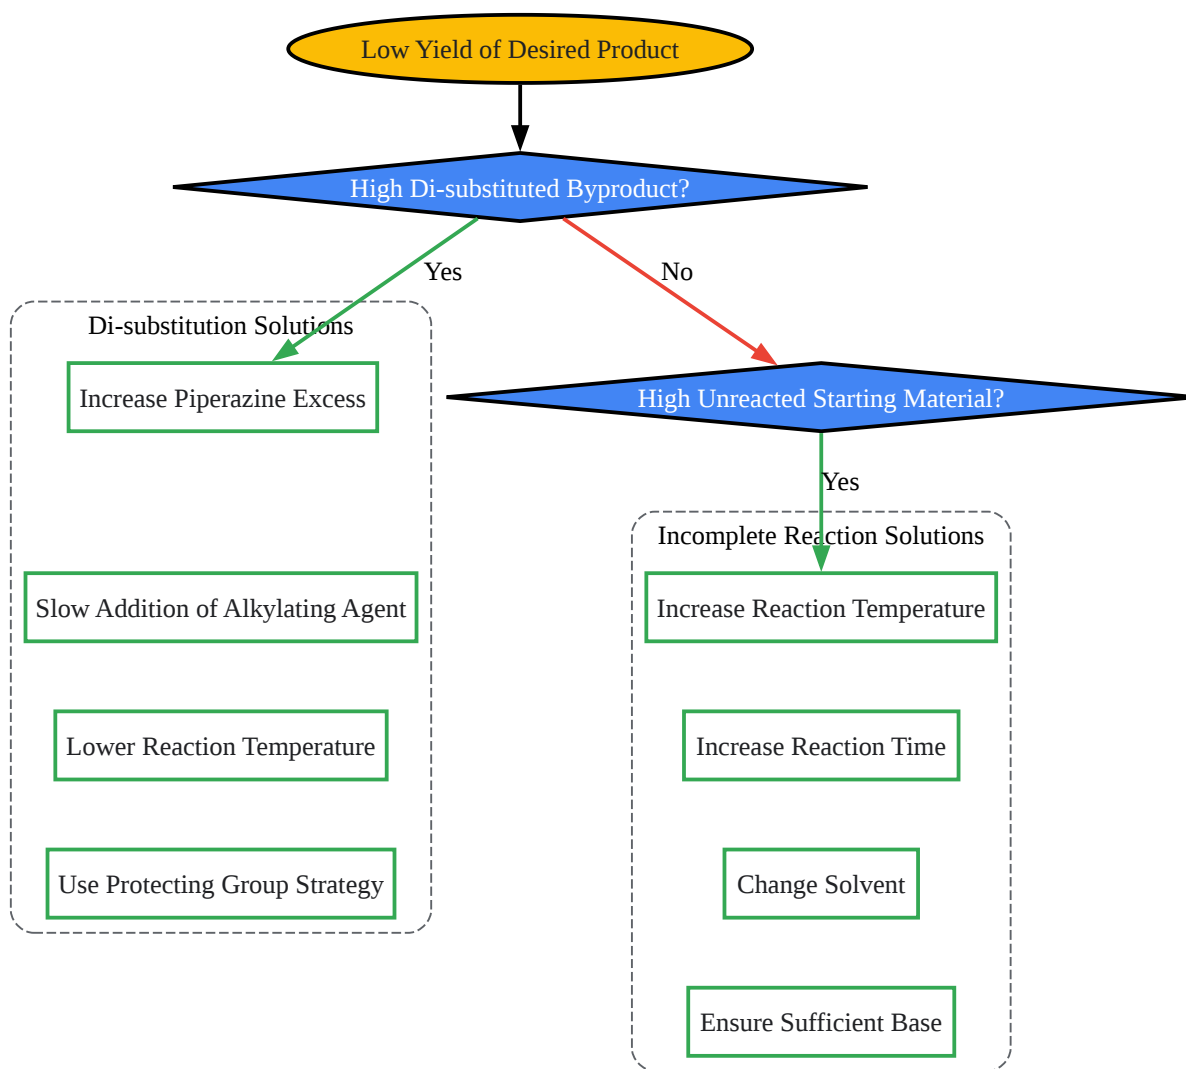 Low Yield of Desired Product
High Di-substituted Byproduct?
Yes
No
Di-substitution Solutions
Increase Piperazine Excess
High Unreacted Starting Material?
Yes
Incomplete Reaction Solutions
Slow Addition of Alkylating Agent
Increase Reaction Temperature
Lower Reaction Temperature
Increase Reaction Time
Use Protecting Group Strategy
Change Solvent
Ensure Sufficient Base